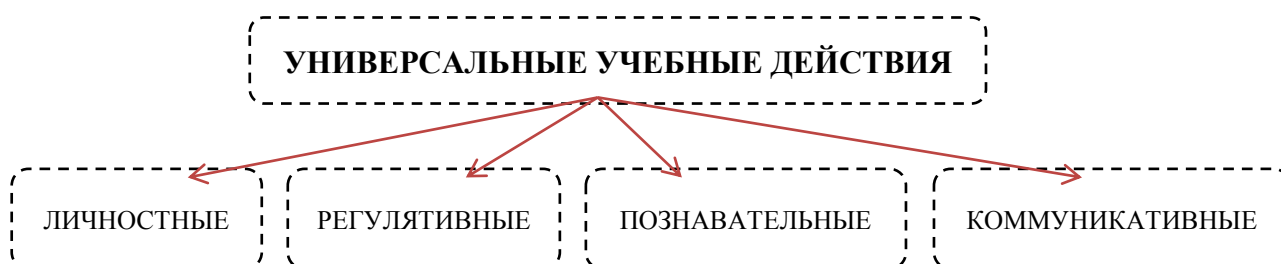 УНИВЕРСАЛЬНЫЕ УЧЕБНЫЕ ДЕЙСТВИЯ
ЛИЧНОСТНЫЕ
РЕГУЛЯТИВНЫЕ
ПОЗНАВАТЕЛЬНЫЕ
КОММУНИКАТИВНЫЕ